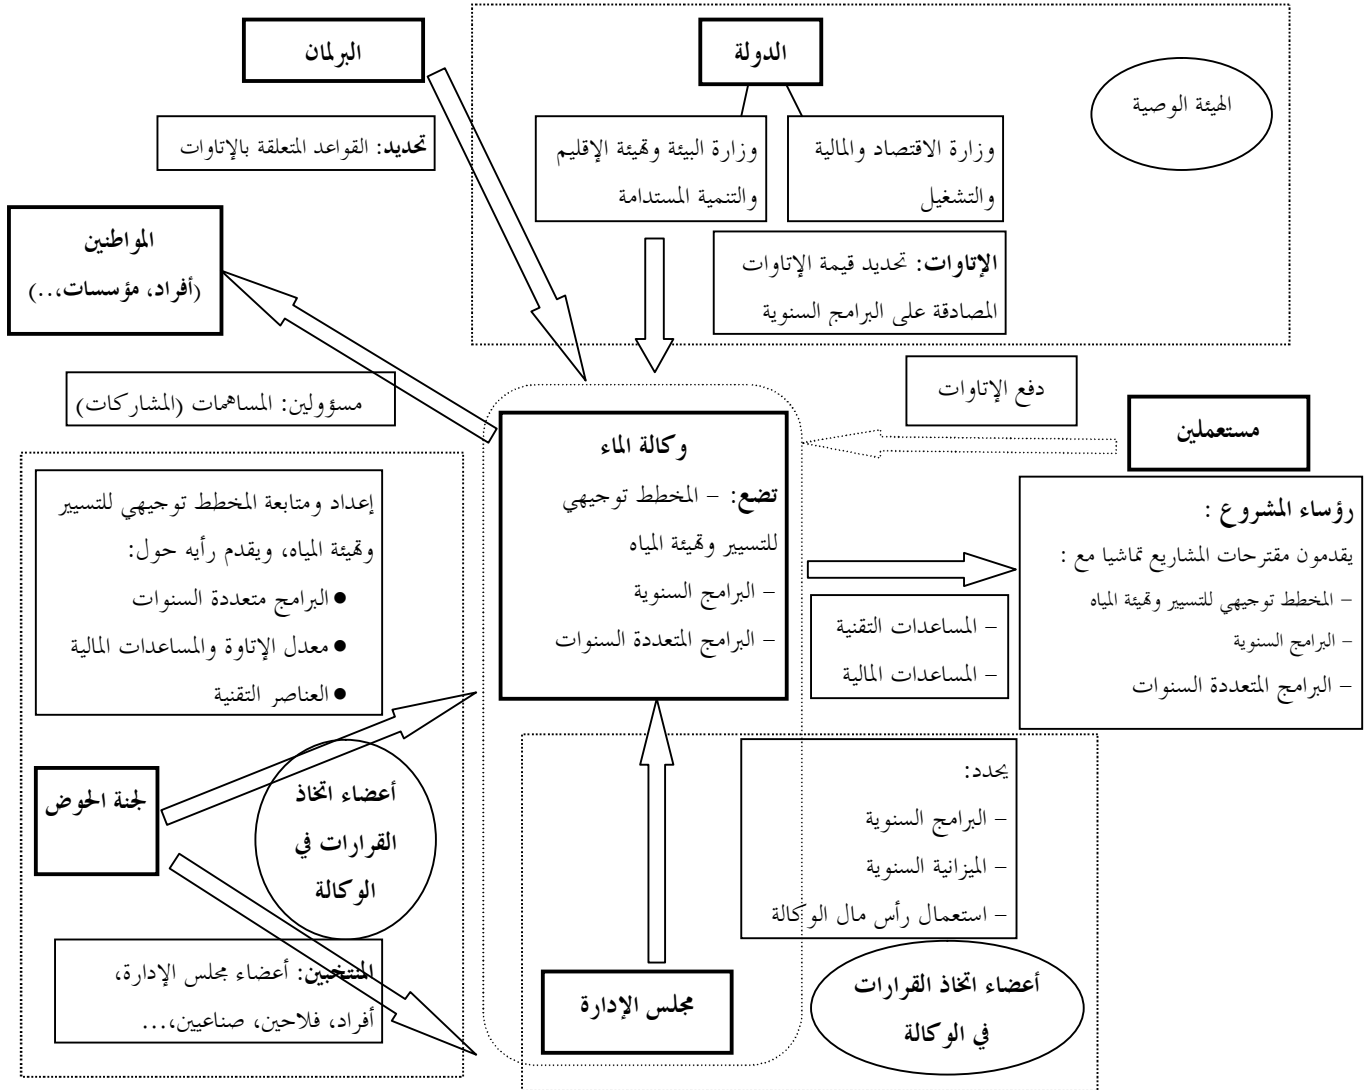 البرلمان
الدولة
الهيئة الوصية
تحديد: القواعد المتعلقة بالإتاوات
وزارة البيئة وتهيئة الإقليم
والتنمية المستدامة
وزارة الاقتصاد والمالية
والتشغيل
المواطنين
(أفراد، مؤسسات،..)
الإتاوات: تحديد قيمة الإتاوات
المصادقة على البرامج السنوية
مسؤولين: المساهمات (المشاركات)
دفع الإتاوات
مستعملين
وكالة الماء
تضع: – المخطط توجيهي
للتسيير وتهيئة المياه
– البرامج السنوية
– البرامج المتعددة السنوات
إعداد ومتابعة المخطط توجيهي للتسيير
وتهيئة المياه، ويقدم رأيه حول:
● البرامج متعددة السنوات
● معدل الإتاوة والمساعدات المالية
● العناصر التقنية
رؤساء المشروع :
يقدمون مقترحات المشاريع تماشيا مع :
– المخطط توجيهي للتسيير وتهيئة المياه
– البرامج السنوية
– البرامج المتعددة السنوات
– المساعدات التقنية
– المساعدات المالية
لجنة الحوض
أعضاء اتخاذ
القرارات في
الوكالة
يحدد:
– البرامج السنوية
– الميزانية السنوية
– استعمال رأس مال الوكالة
المنتخبين: أعضاء مجلس الإدارة،
أفراد، فلاحين، صناعيين،...
مجلس الإدارة
أعضاء اتخاذ القرارات
في الوكالة